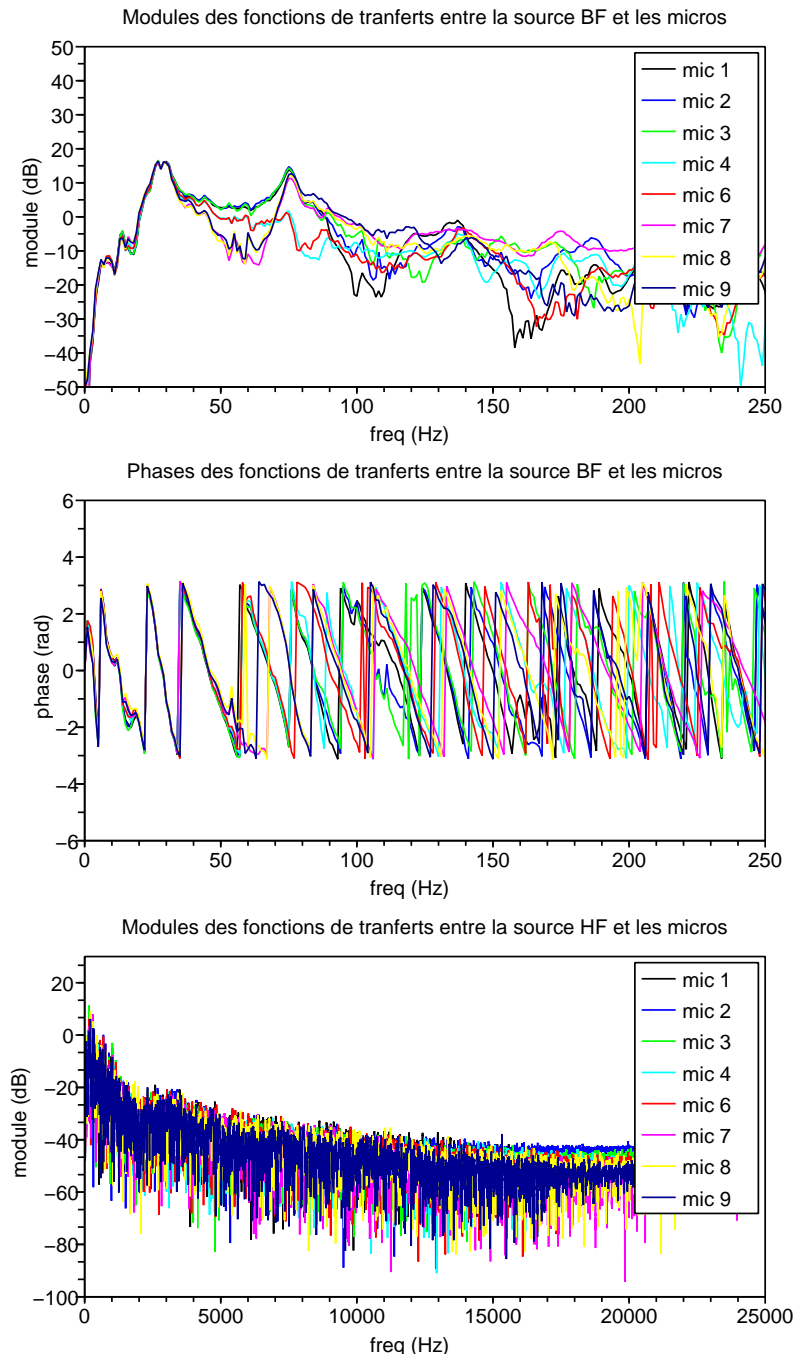 Modules des fonctions de tranferts entre la source BF et les micros
50
40
30
20
10
0
−10
−20
−30
−40
−50
module (dB)
mic 1
mic 2
mic 3
mic 4
mic 6
mic 7
mic 8
mic 9
0 50 100 150 200 250
freq (Hz)
Phases des fonctions de tranferts entre la source BF et les micros
6
4
2
0
−2
−4
−6
phase (rad)
0 50 100 150 200 250
freq (Hz)
Modules des fonctions de tranferts entre la source HF et les micros
20
0
−20
−40
−60
−80
−100
module (dB)
mic 1
mic 2
mic 3
mic 4
mic 6
mic 7
mic 8
mic 9
0 5000 10000 15000 20000 25000
freq (Hz)